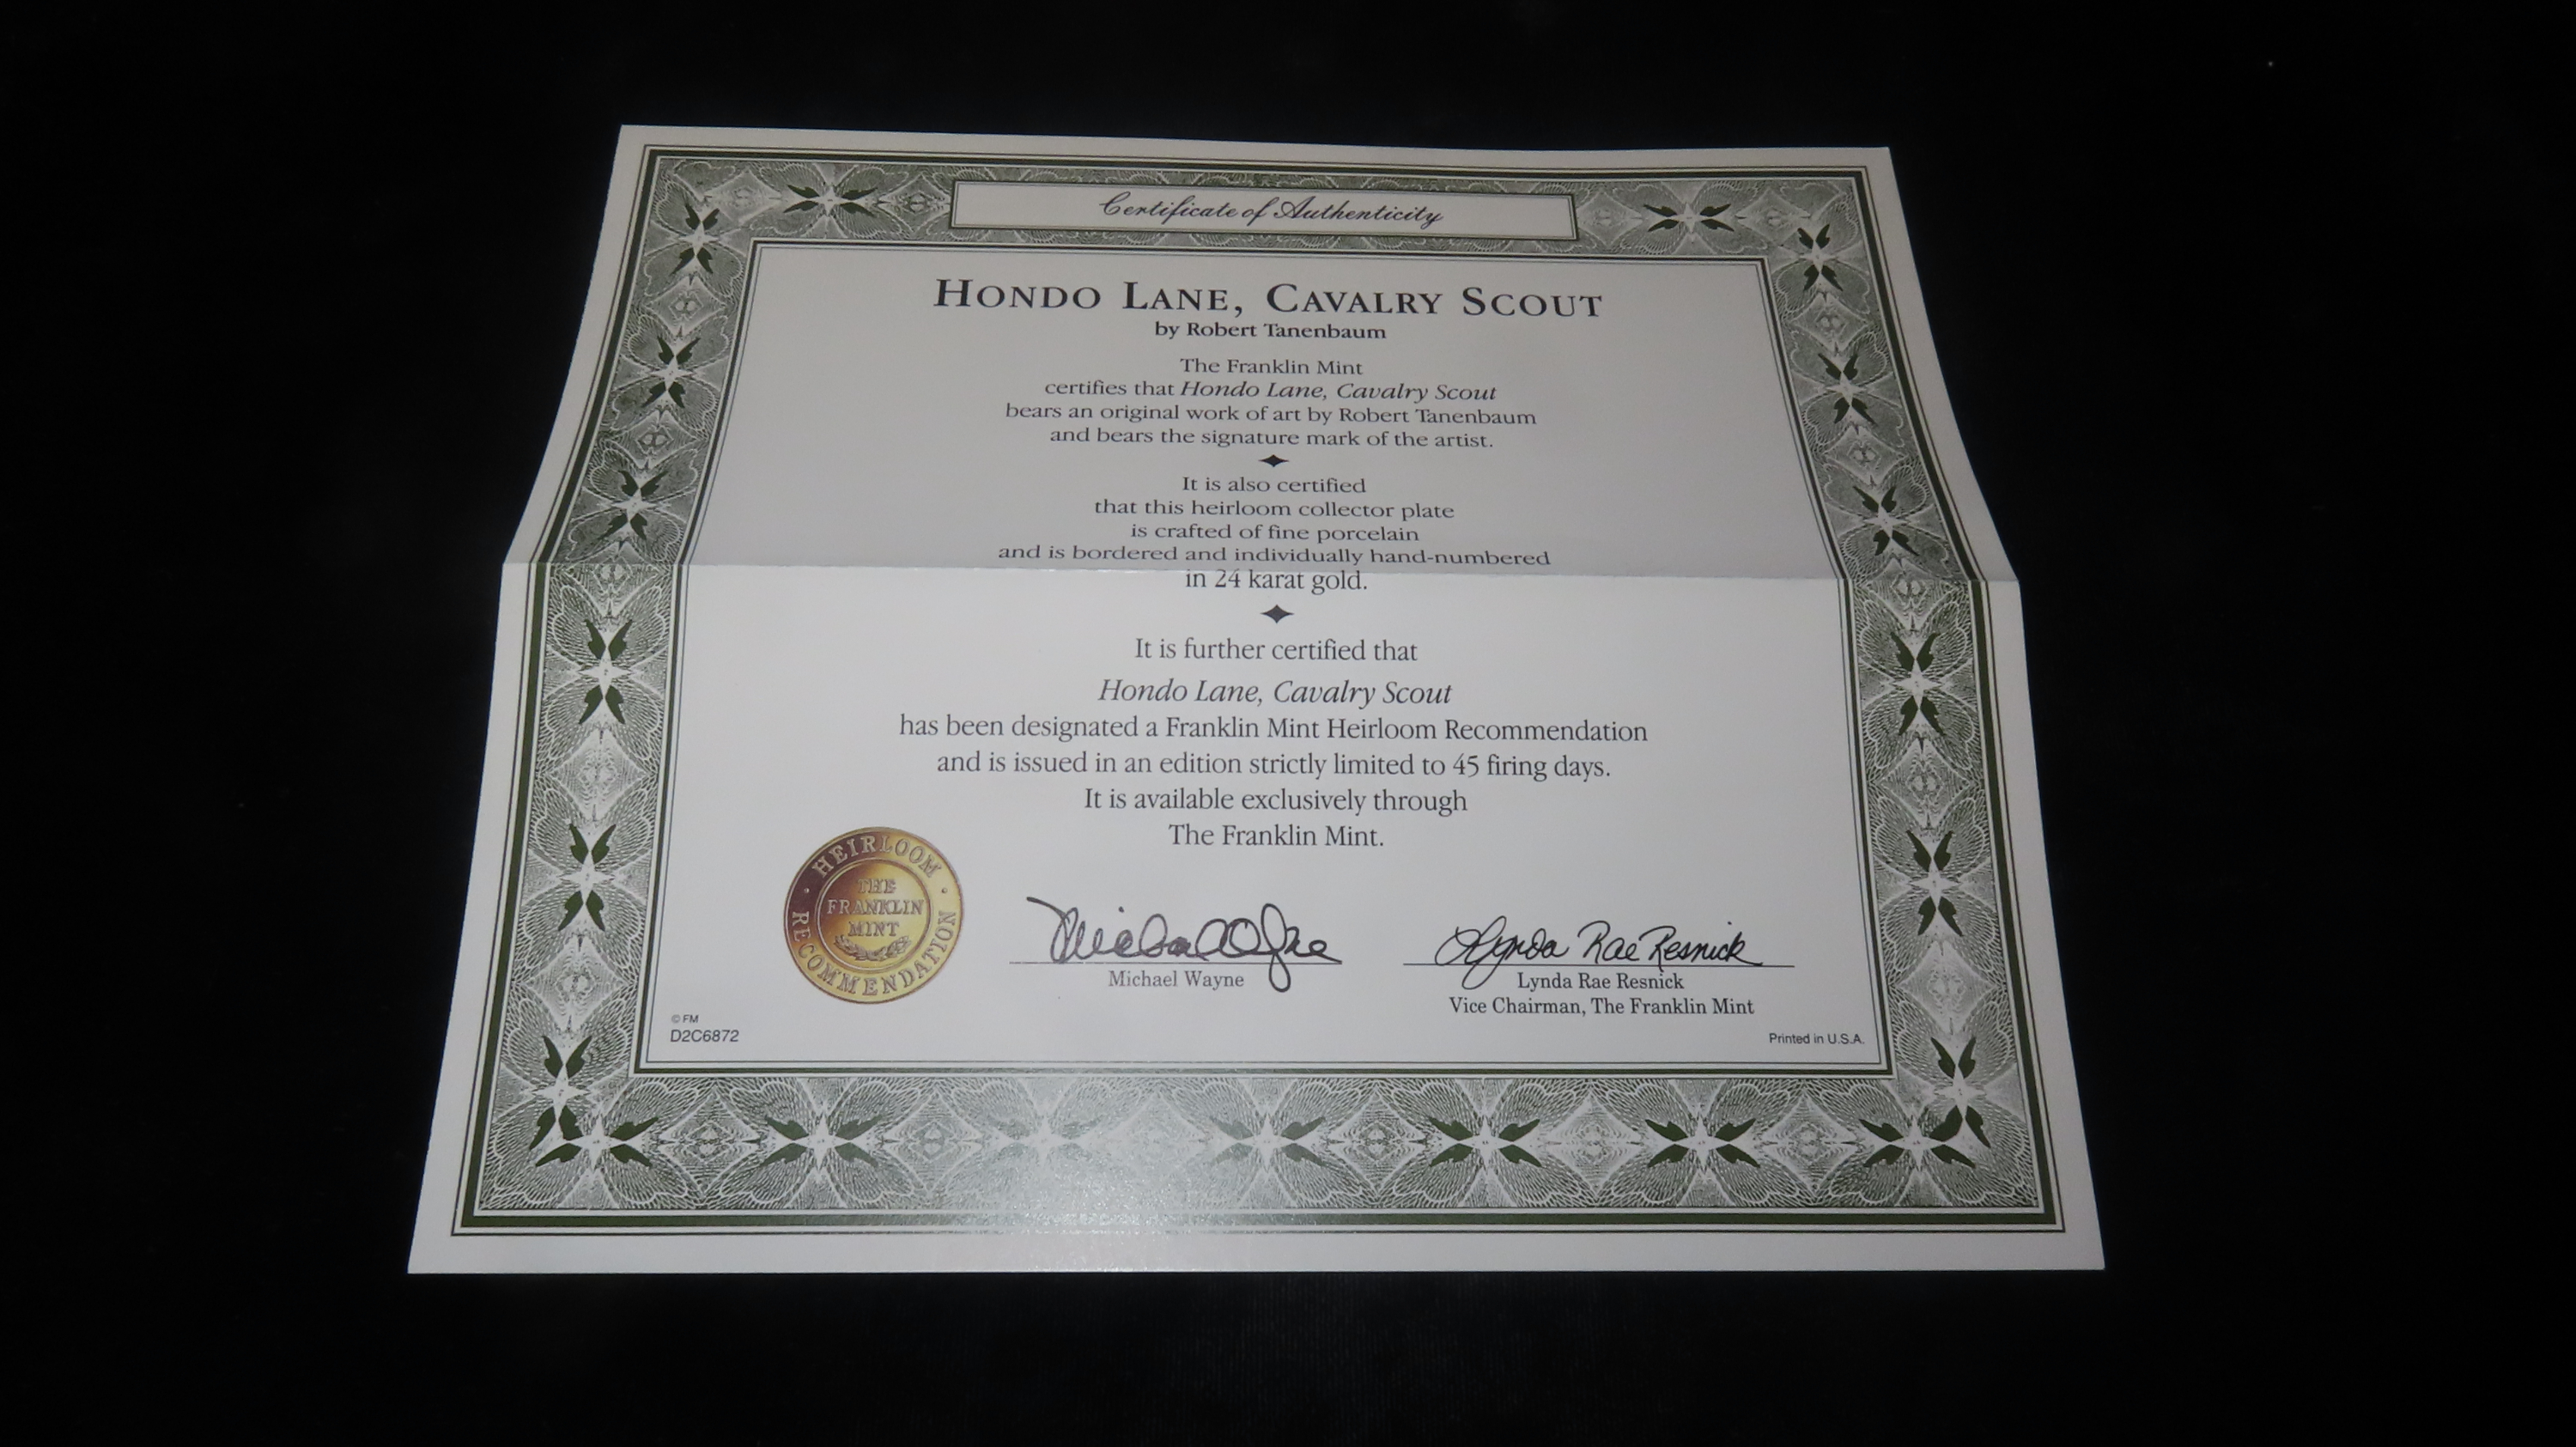 Certificate of Authenticity
HONDO LANE, CAVALRY SCOUT
by Robert Tanenbaum
The Franklin Mint
certifies that Hondo Lane, Cavalry Scout
bears an original work of art by Robert Tanenbaum
and bears the signature mark of the artist.
It is also certified
that this heirloom collector plate
is crafted of fine porcelain
and is bordered and individually hand-numbered
in 24 karat gold.
It is further certified that
Hondo Lane, Cavalry Scout
has been designated a Franklin Mint Heirloom Recommendation
and is issued in an edition strictly limited to 45 firing days.
It is available exclusively through
The Franklin Mint.
HEIRLOOM
THE
FRANKLIN
MINT
RECOMMENDATION
Michael Wayne
Lynda Rae Resnick
Michael Wayne
Lynda Rae Resnick
Vice Chairman, The Franklin Mint
© FM
D2C6872
Printed in U.S.A.